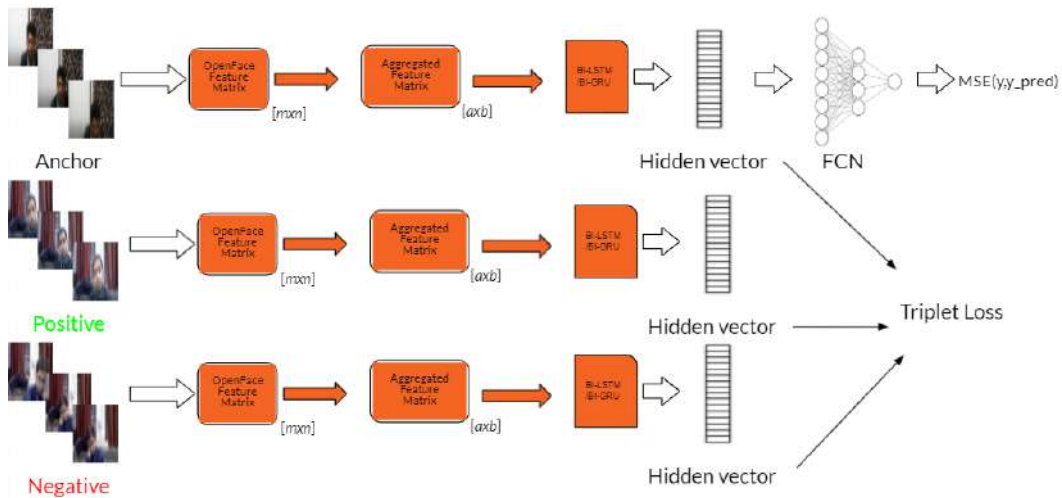 OpenFace
Feature
Matrix
[mxn]
Aggregated
Feature
Matrix
[axb]
BI-LSTM
/BI-GRU
MSE(y,y_pred)
Anchor
Hidden vector
FCN
OpenFace
Feature
Matrix
[mxn]
Aggregated
Feature
Matrix
[axb]
BI-LSTM
/BI-GRU
Positive
Hidden vector
Triplet Loss
OpenFace
Feature
Matrix
[mxn]
Aggregated
Feature
Matrix
[axb]
BI-LSTM
/BI-GRU
Negative
Hidden vector